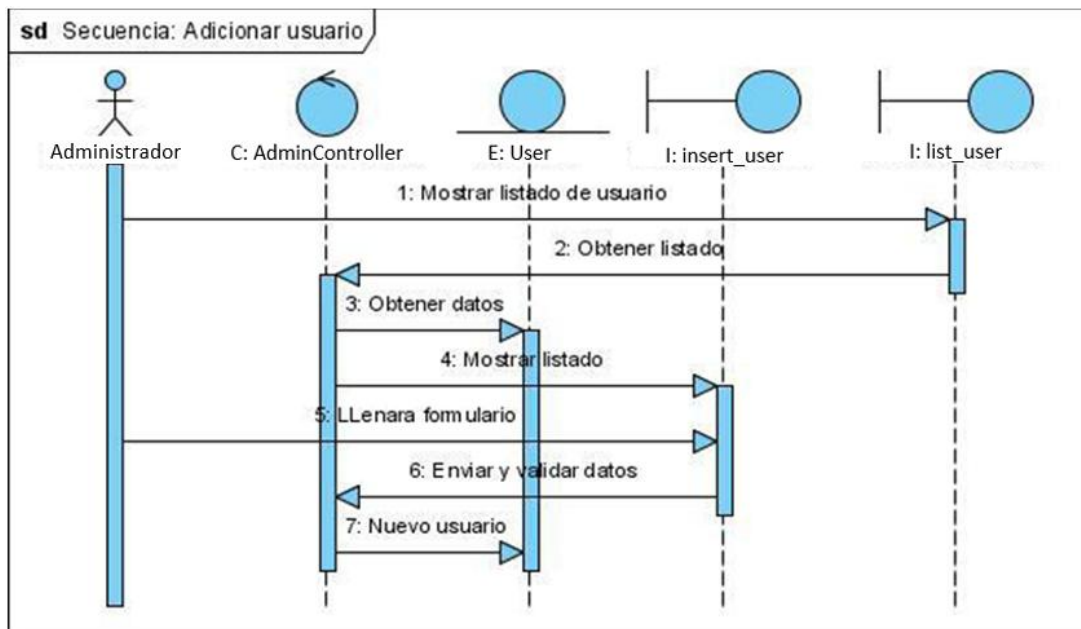 sd Secuencia: Adicionar usuario
Administrador
C: AdminController
E: User
I: insert_user
I: list_user
1: Mostrar listado de usuario
2: Obtener listado
3: Obtener datos
4: Mostrar listado
5: LLenara formulario
6: Enviar y validar datos
7: Nuevo usuario